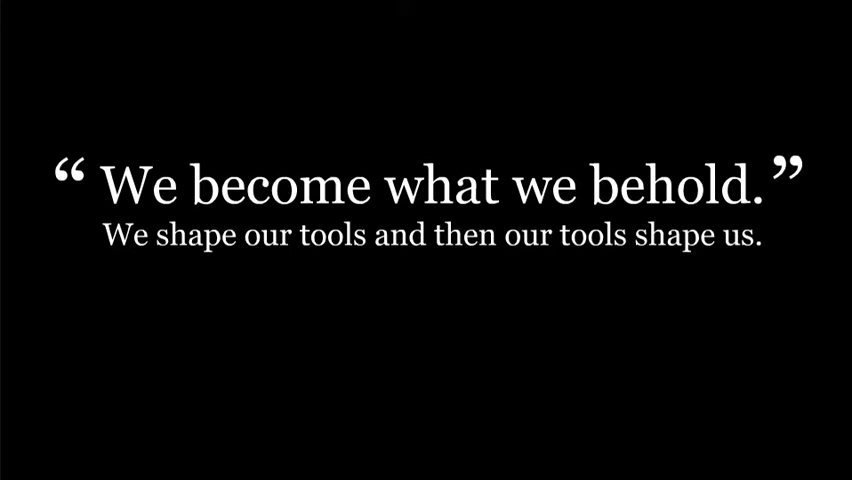 “We become what we behold.”
We shape our tools and then our tools shape us.